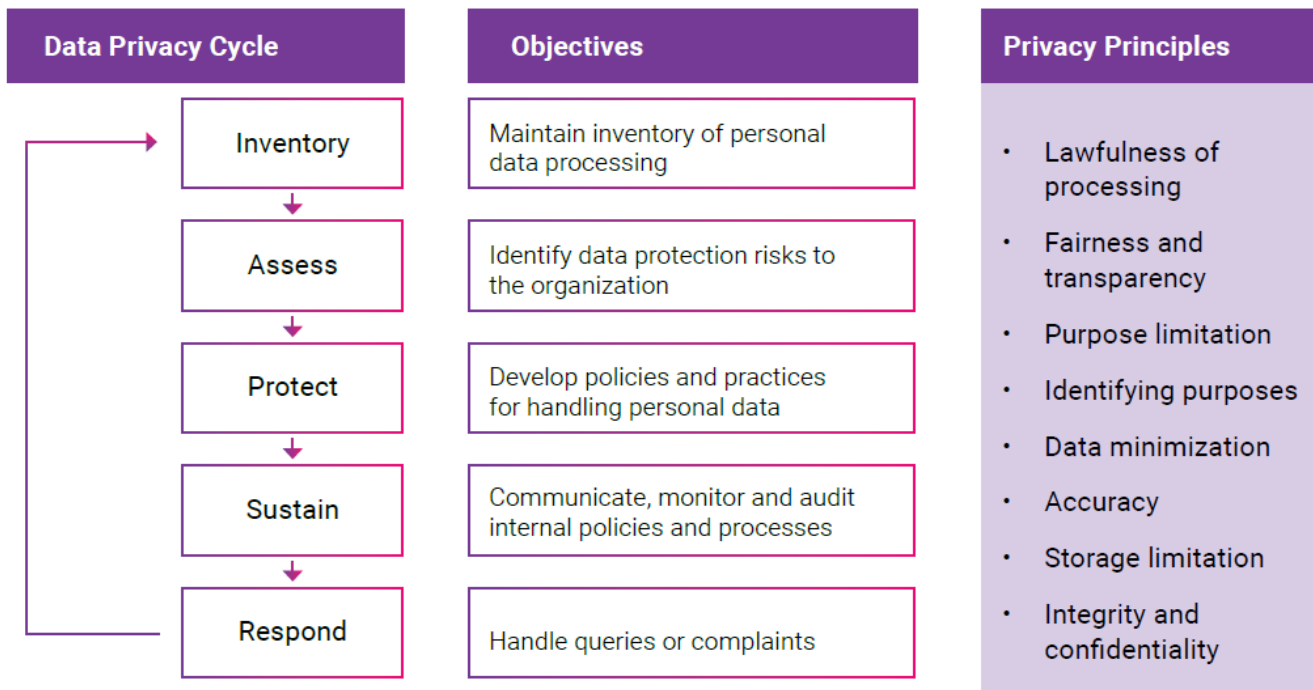 Data Privacy Cycle
Objectives
Privacy Principles
Inventory
Maintain inventory of personal
data processing
Assess
Identify data protection risks to
the organization
Protect
Develop policies and practices
for handling personal data
Sustain
Communicate, monitor and audit
internal policies and processes
Respond
Handle queries or complaints
• Lawfulness of
processing
• Fairness and
transparency
• Purpose limitation
• Identifying purposes
• Data minimization
• Accuracy
• Storage limitation
• Integrity and
confidentiality